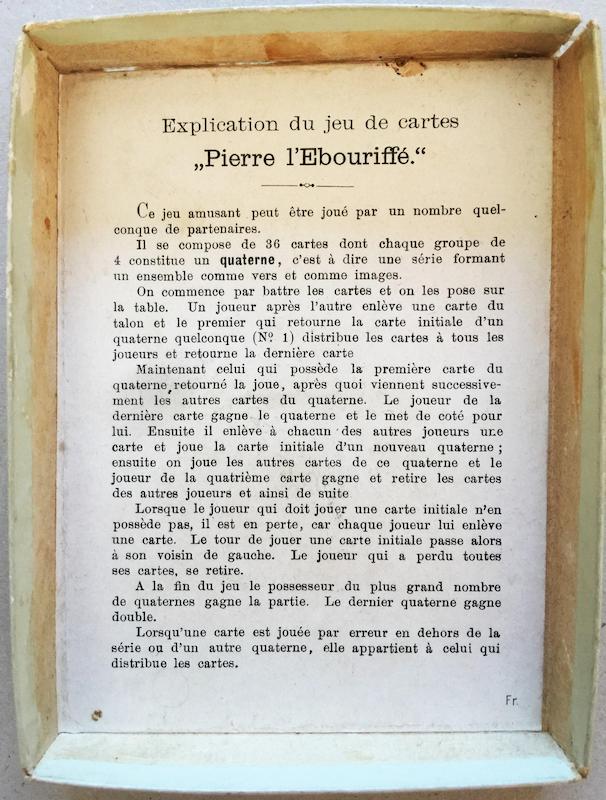 Explication du jeu de cartes
„Pierre l'Ebouriffé.“
Ce jeu amusant peut être joué par un nombre quel-
conque de partenaires.
Il se compose de 36 cartes dont chaque groupe de
4 constitue un quaterne, c'est à dire une série formant
un ensemble comme vers et comme images.
On commence par battre les cartes et on les pose sur
la table. Un joueur après l'autre enlève une carte du
talon et le premier qui retourne la carte initiale d'un
quaterne quelconque (Nº 1) distribue les cartes à tous les
joueurs et retourne la dernière carte
Maintenant celui qui possède la première carte du
quaterne retourné la joue, après quoi viennent successive-
ment les autres cartes du quaterne. Le joueur de la
dernière carte gagne le quaterne et le met de coté pour
lui. Ensuite il enlève à chacun des autres joueurs une
carte et joue la carte initiale d'un nouveau quaterne;
ensuite on joue les autres cartes de ce quaterne et le
joueur de la quatrième carte gagne et retire les cartes
des autres joueurs et ainsi de suite
Lorsque le joueur qui doit jouer une carte initiale n'en
possède pas, il est en perte, car chaque joueur lui enlève
une carte. Le tour de jouer une carte initiale passe alors
à son voisin de gauche. Le joueur qui a perdu toutes
ses cartes, se retire.
A la fin du jeu le possesseur du plus grand nombre
de quaternes gagne la partie. Le dernier quaterne gagne
double.
Lorsqu'une carte est jouée par erreur en dehors de la
série ou d'un autre quaterne, elle appartient à celui qui
distribue les cartes.
Fr.